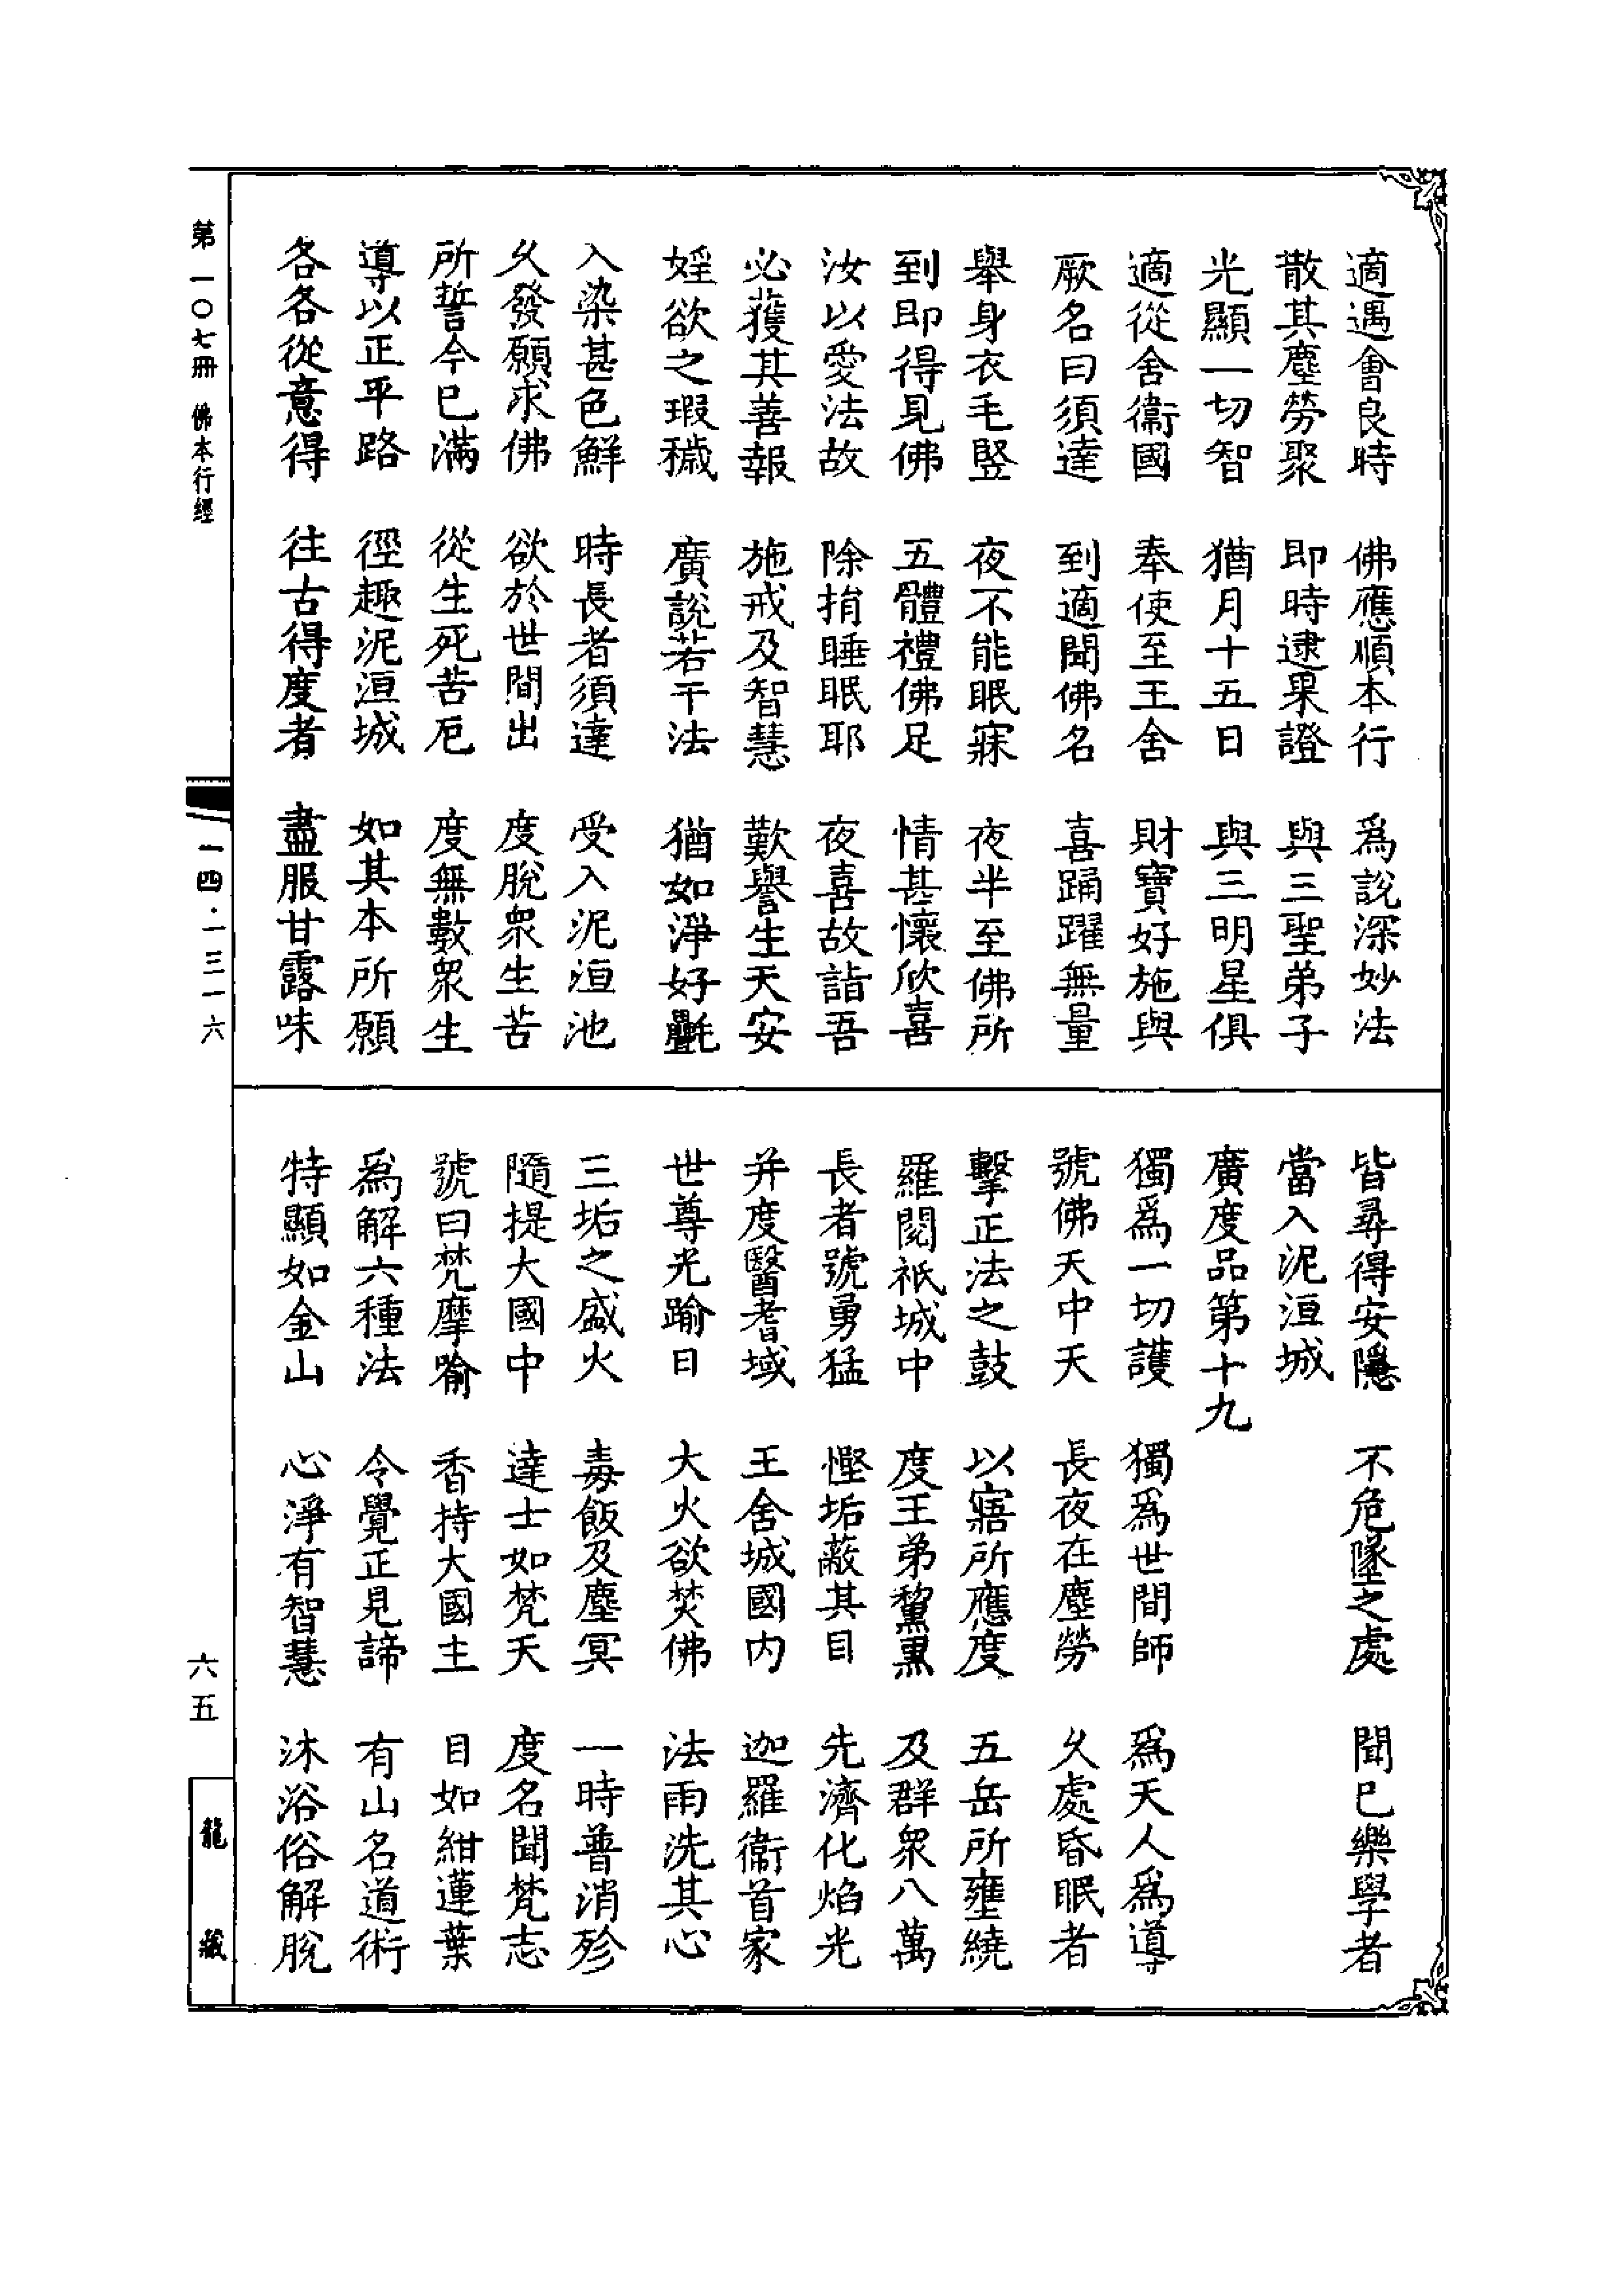 適遇會良時　佛應順本行　爲說深妙法
散其塵勞聚　即時逮果證　與三聖弟子
光顯一切智　猶月十五日　與三明星俱
適從舍衞國　奉使至王舍　財寶好施與
厥名曰須達　到適聞佛名　喜踊躍無量
舉身衣毛竪　夜不能眠寐　夜半至佛所
到即得見佛　五體禮佛足　情甚懷欣喜
汝以愛法故　除捐睡眠耶　夜喜故詣吾
必獲其善報　施戒及智慧　歎譽生天安
婬欲之瑕穢　廣說若干法　猶如淨好氎
入染甚色鮮　時長者須達　受入泥洹池
久發願求佛　欲於世間出　度脫衆生苦
所誓今已滿　從生死苦厄　度無數衆生
導以正平路　徑趣泥洹城　如其本所願
各各從意得　往古得度者　盡服甘露味
皆尋得安隱　不危墜之處　聞已樂學者
當入泥洹城
廣度品第十九
獨爲一切護　獨爲世間師　爲天人爲導
號佛天中天　長夜在塵勞　久處昏眠者
擊正法之鼓　以寤所應度　五岳所壅繞
羅閱祇城中　度王弟黧黑　及群衆八萬
長者號勇猛　慳垢蔽其目　先濟化焰光
并度醫耆域　王舍城國內　迦羅衞首家
世尊光踰日　大火欲焚佛　法雨洗其心
三垢之盛火　毒飯及塵冥　一時普消殄
隨提大國中　達士如梵天　度名聞梵志
號曰梵摩喻　香持大國主　目如紺蓮葉
爲解六種法　令覺正見諦　有山名道術
特顯如金山　心淨有智慧　沐浴俗解脫
第一〇七冊　佛本行經
一四·一三一六
六五
龍藏